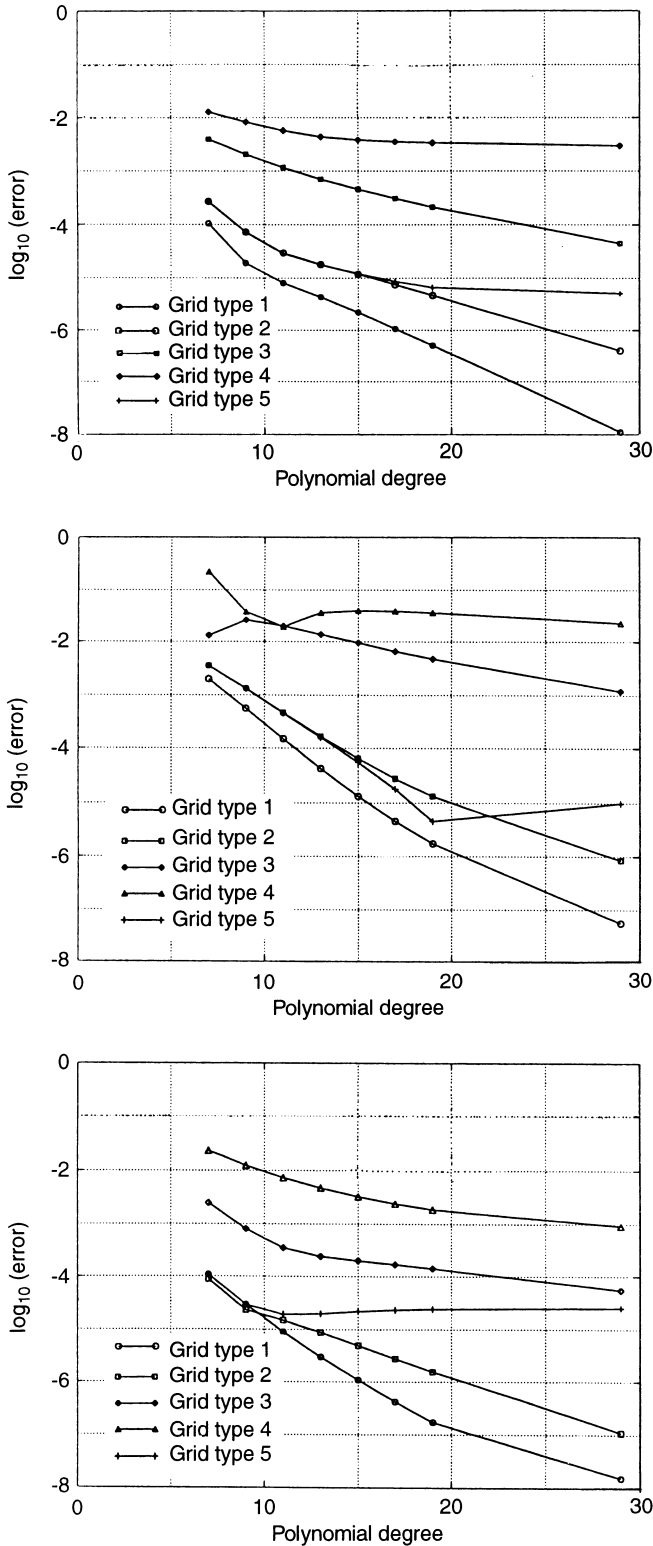 0
-2
-4
-6
-8
log10 (error)
Grid type 1
Grid type 2
Grid type 3
Grid type 4
Grid type 5
0 10 20 30
Polynomial degree
0
-2
-4
-6
-8
log10 (error)
Grid type 1
Grid type 2
Grid type 3
Grid type 4
Grid type 5
0 10 20 30
Polynomial degree
0
-2
-4
-6
-8
log10 (error)
Grid type 1
Grid type 2
Grid type 3
Grid type 4
Grid type 5
0 10 20 30
Polynomial degree